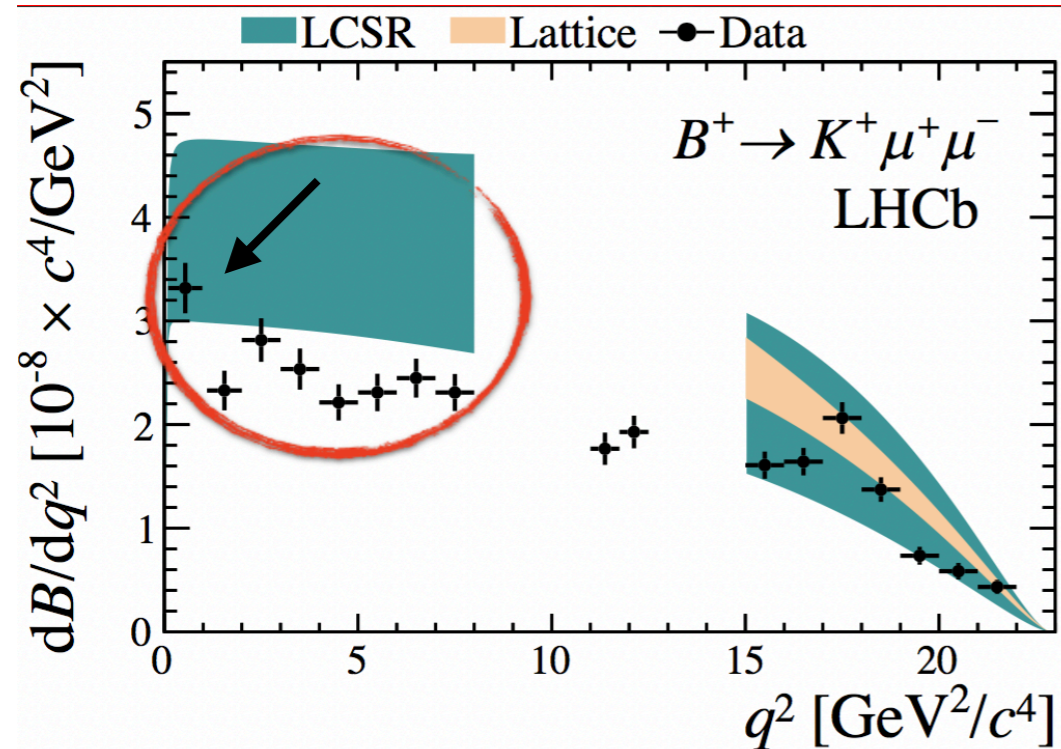 LCSR Lattice Data
B⁺ → K⁺μ⁺μ⁻
LHCb
dB/dq² [10⁻⁸ × c⁴/GeV²]
5
4
3
2
1
0
0 5 10 15 20
q² [GeV²/c⁴]